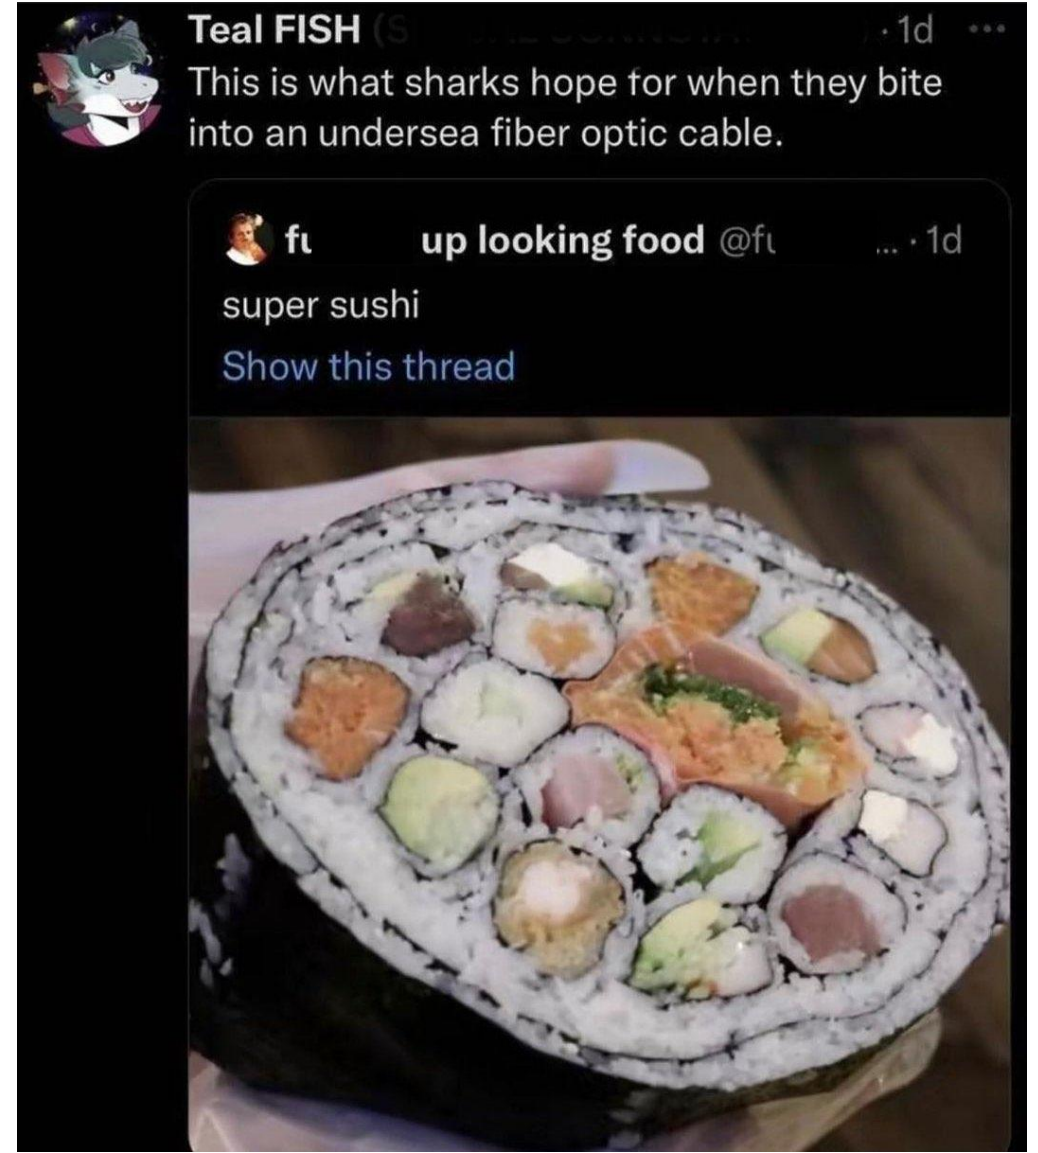 Teal FISH · 1d
This is what sharks hope for when they bite
into an undersea fiber optic cable.
up looking food ... · 1d
super sushi
Show this thread